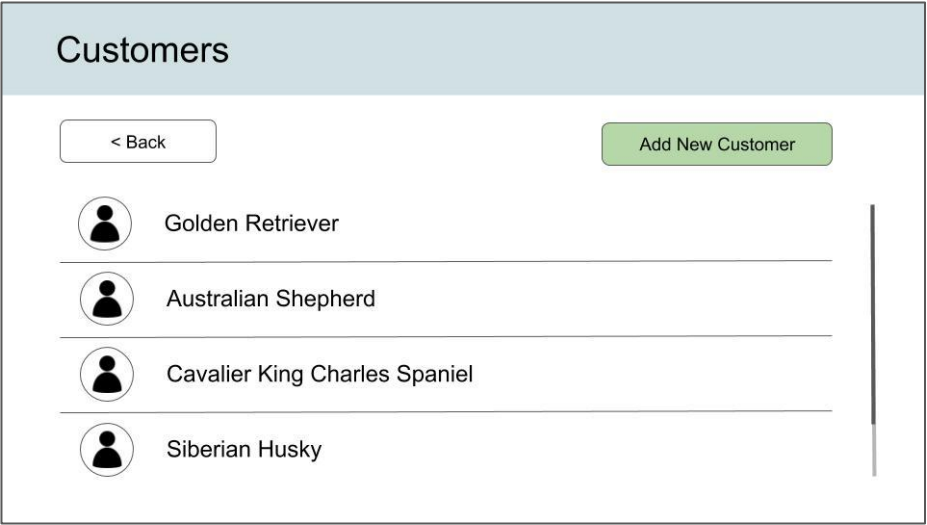 Customers
< Back
Add New Customer
Golden Retriever
Australian Shepherd
Cavalier King Charles Spaniel
Siberian Husky